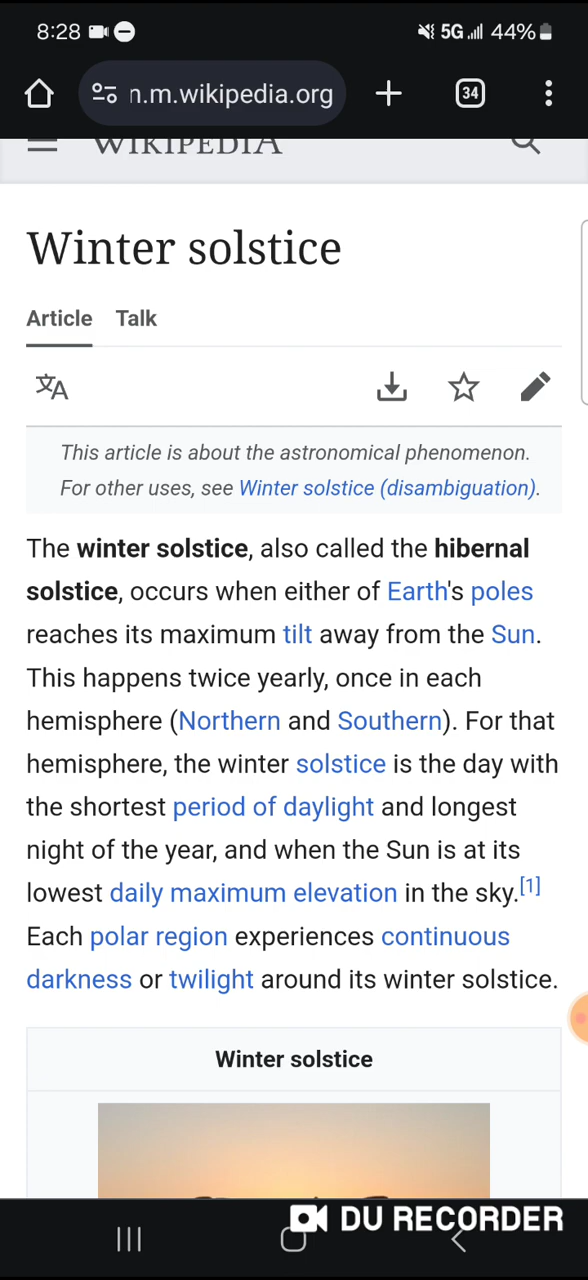 8:28 5G 44%
n.m.wikipedia.org 34
WIKIPEDIA
Winter solstice
Article Talk
文A
This article is about the astronomical phenomenon.
For other uses, see Winter solstice (disambiguation).
The winter solstice, also called the hibernal
solstice, occurs when either of Earth's poles
reaches its maximum tilt away from the Sun.
This happens twice yearly, once in each
hemisphere (Northern and Southern). For that
hemisphere, the winter solstice is the day with
the shortest period of daylight and longest
night of the year, and when the Sun is at its
lowest daily maximum elevation in the sky.[1]
Each polar region experiences continuous
darkness or twilight around its winter solstice.
Winter solstice
DU RECORDER